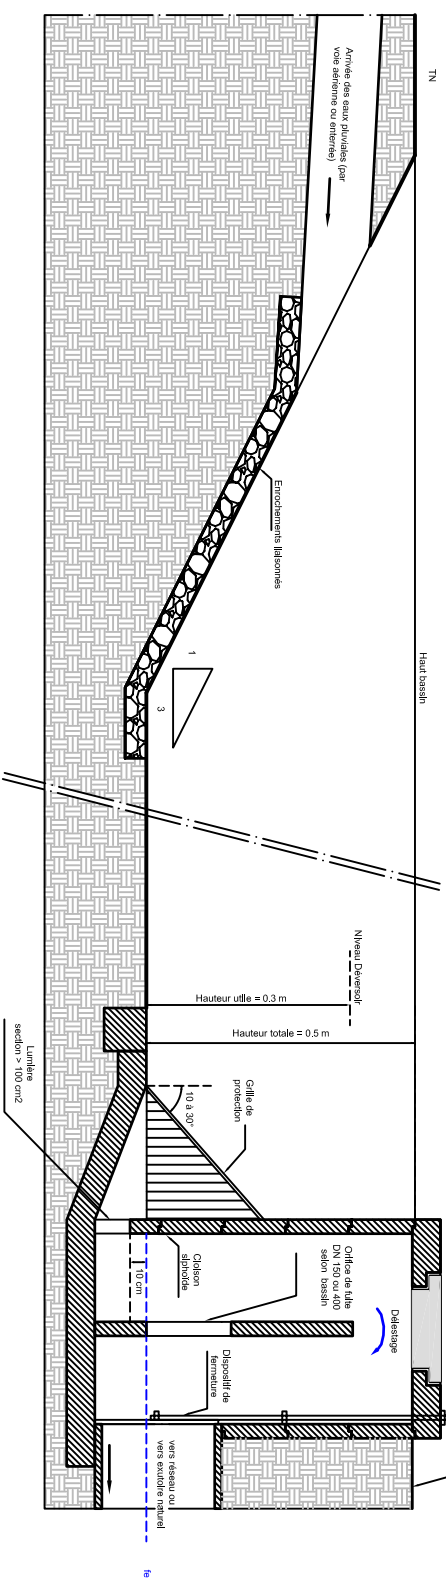 TN
Arrivée des eaux pluviales (par
voie aérienne ou enterrée)
Enrochements liaisonnés
Haut bassin
1
3
Niveau Déversoir
Hauteur utile = 0.3 m
Hauteur totale = 0.5 m
Lumière
section > 100 cm2
Grille de
protection
10 à 30°
Cloison
siphoïde
10 cm
Orifice de fuite
DN 150 ou 400
selon bassin
Délestage
Dispositif de
fermeture
vers réseau ou
vers exutoire naturel
fe